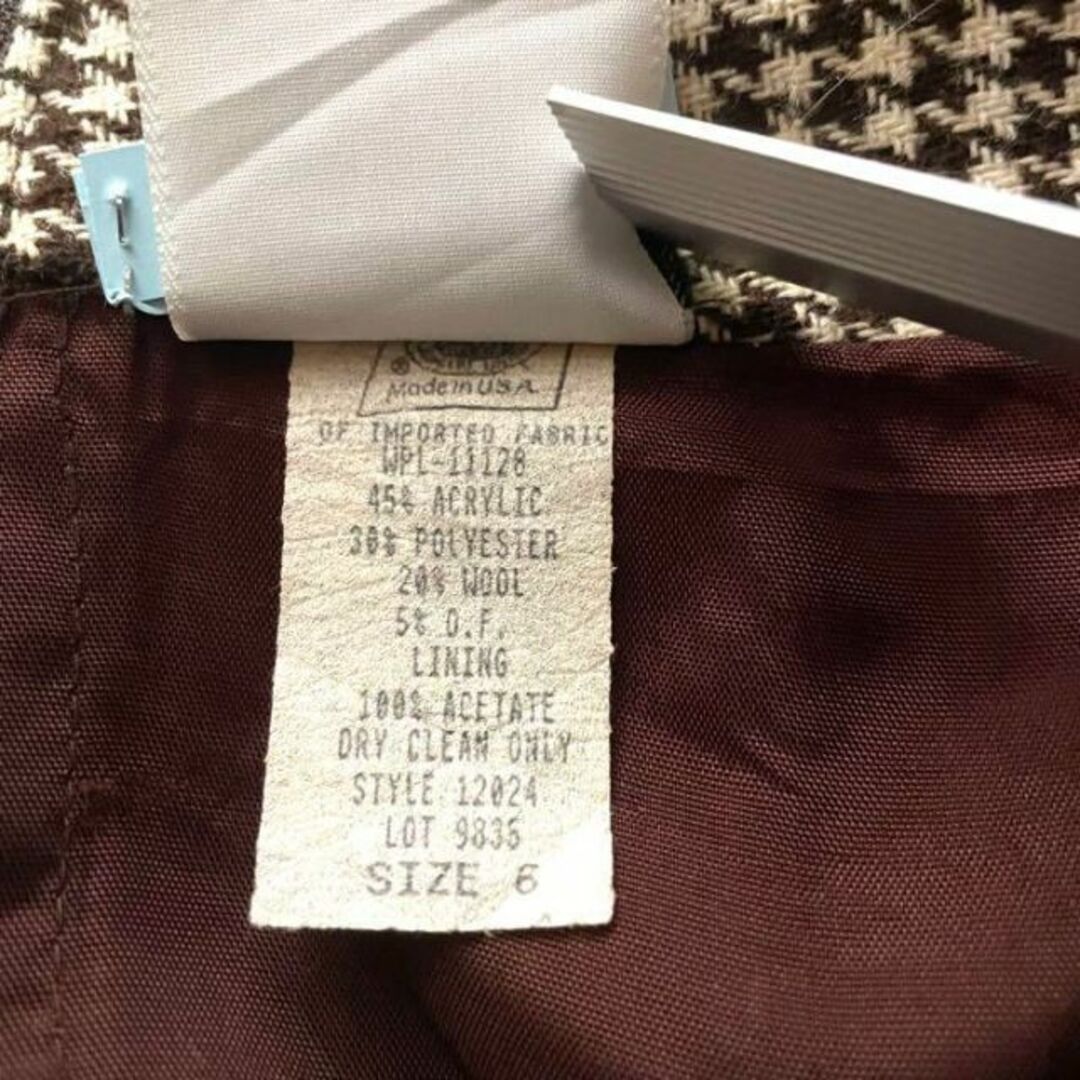 ®
Made in U.S.A
OF IMPORTED FABRIC
WPL-11128
45% ACRYLIC
30% POLYESTER
20% WOOL
5% O.F.
LINING
100% ACETATE
DRY CLEAN ONLY
STYLE 12024
LOT 9835
SIZE 6